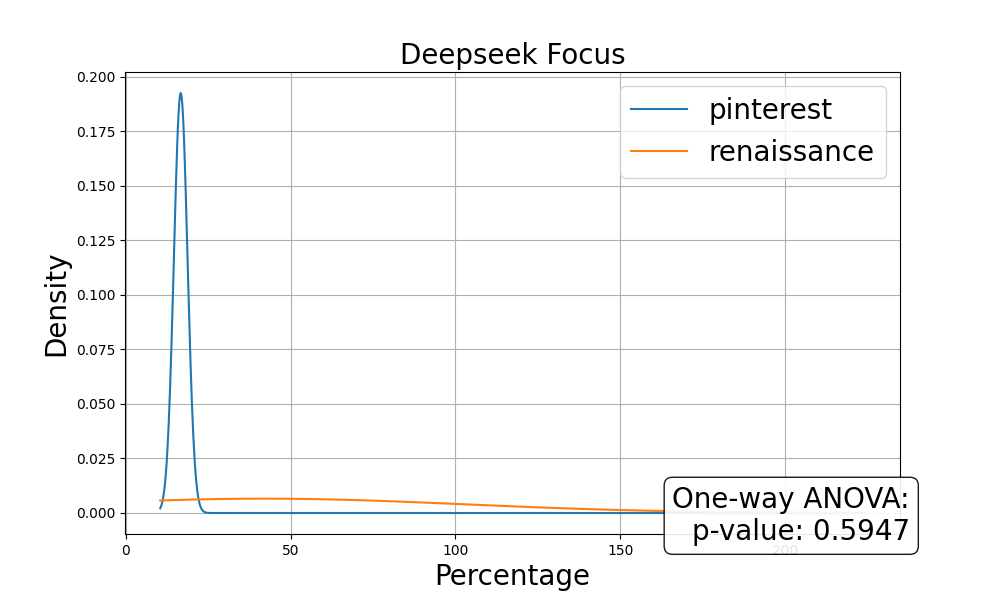 Deepseek Focus
0.200
0.175
0.150
0.125
0.100
0.075
0.050
0.025
0.000
Density
pinterest
renaissance
One-way ANOVA:
p-value: 0.5947
0
50
100
150
200
Percentage